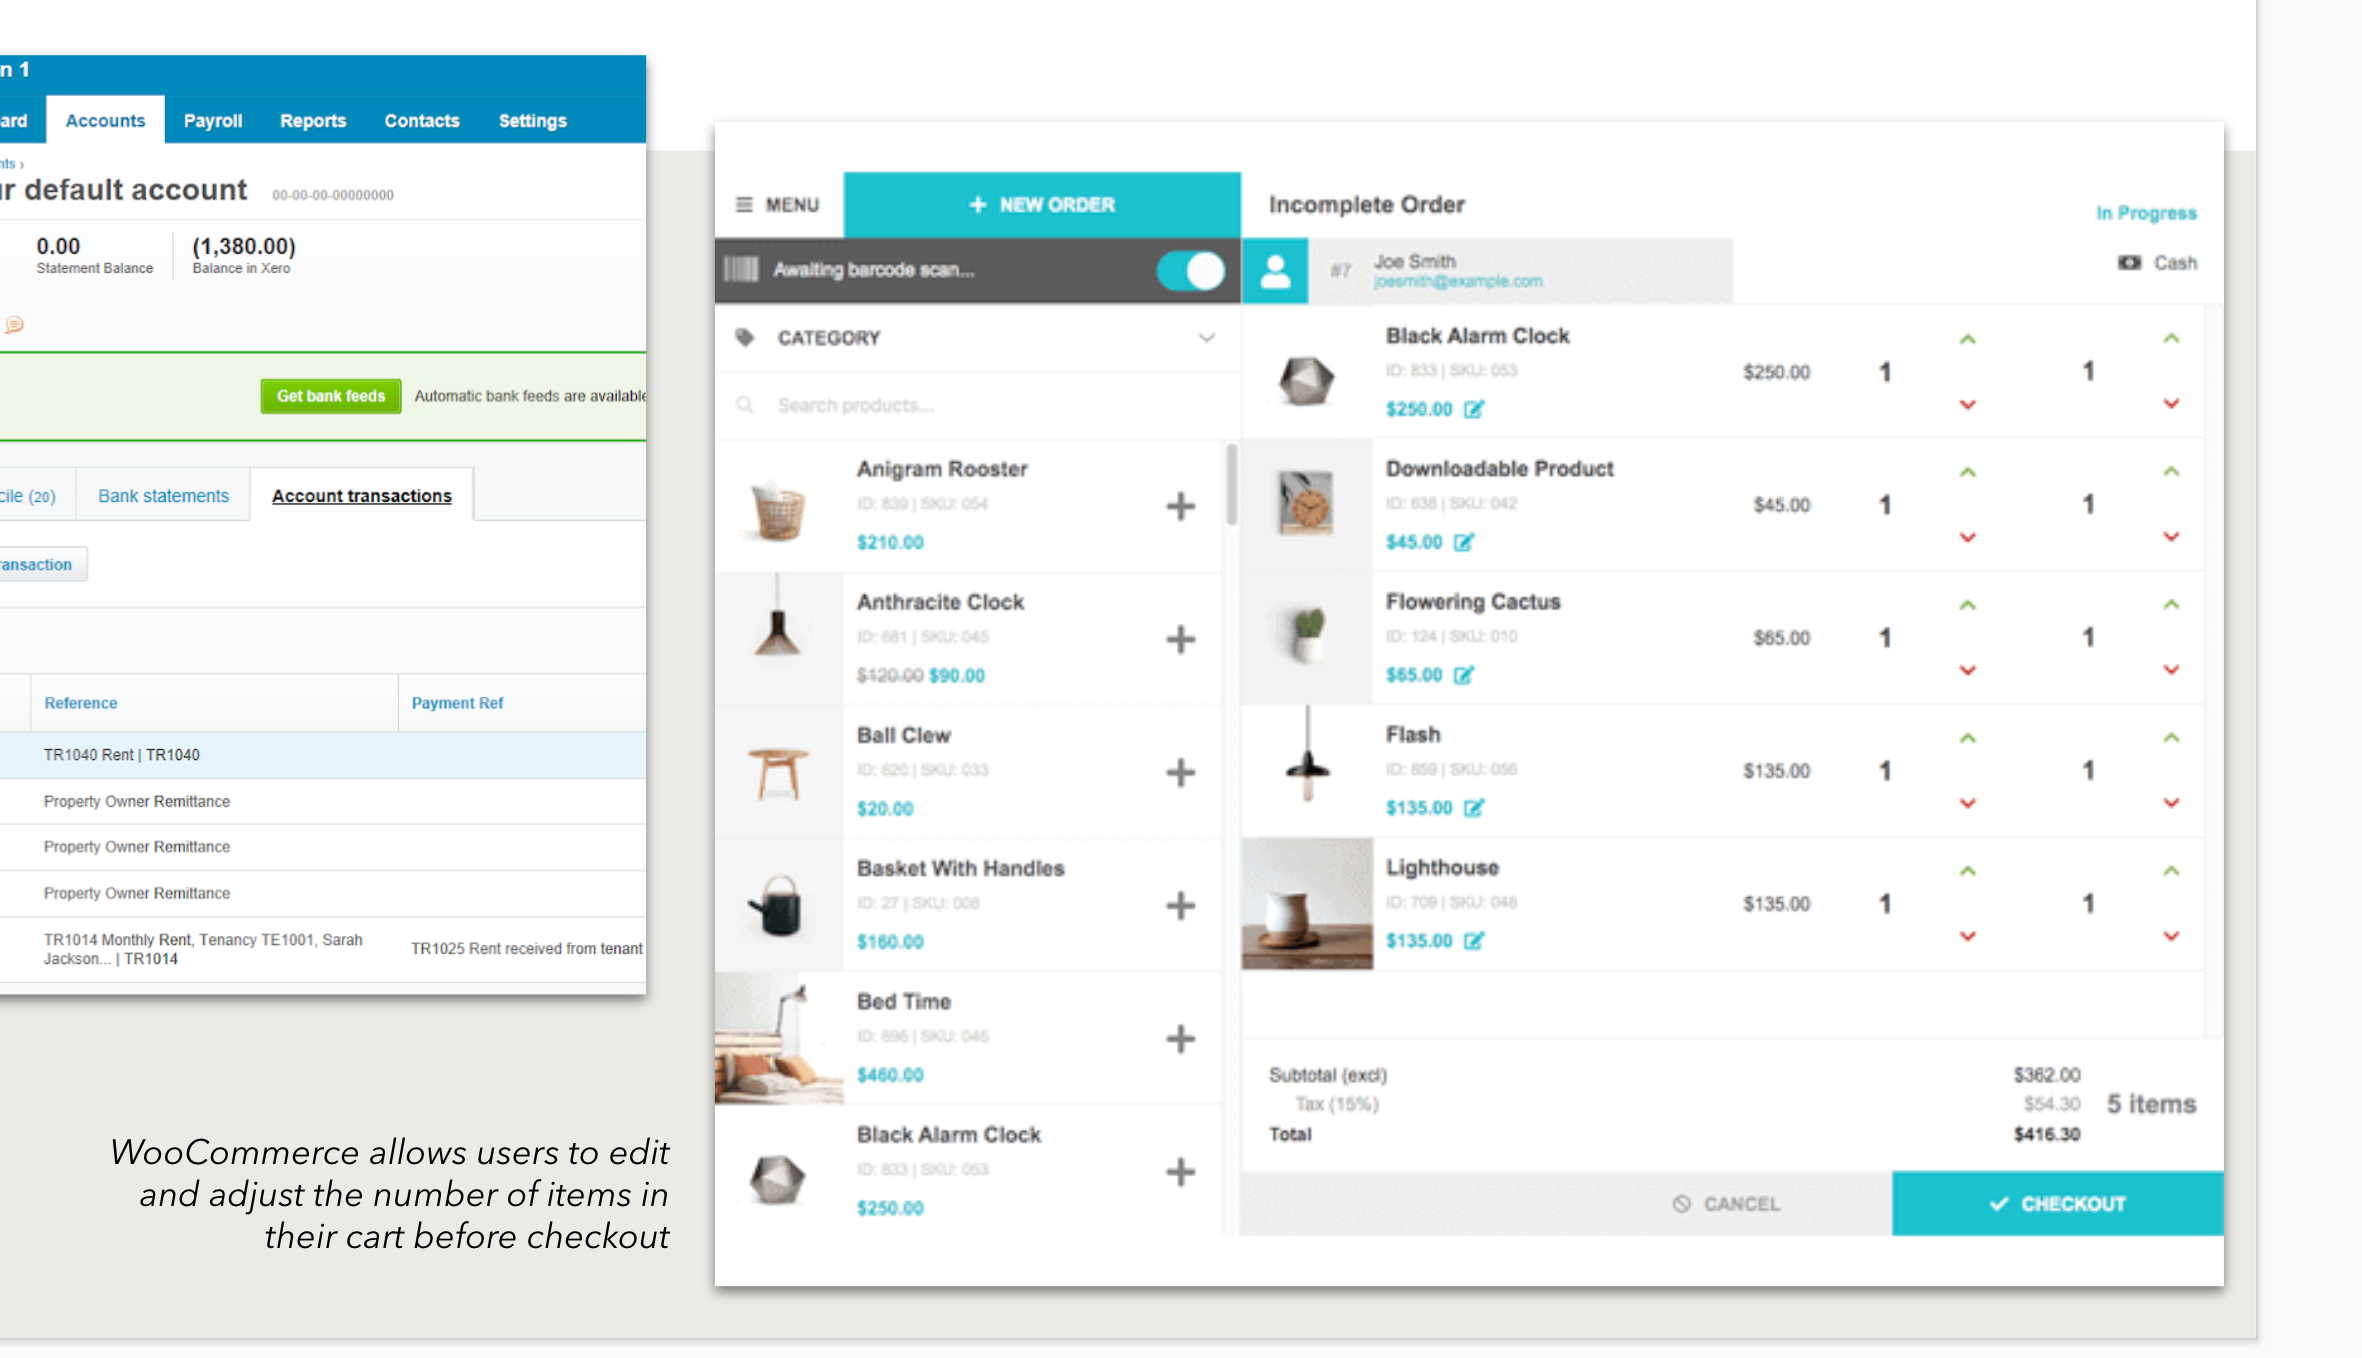 n 1
ard Accounts Payroll Reports Contacts Settings
nts ›
ur default account 00-00-00-00000000
0.00 (1,380.00)
Statement Balance Balance in Xero
Get bank feeds Automatic bank feeds are available
cile (20) Bank statements Account transactions
ransaction
Reference Payment Ref
TR1040 Rent | TR1040
Property Owner Remittance
Property Owner Remittance
Property Owner Remittance
TR1014 Monthly Rent, Tenancy TE1001, Sarah
Jackson... | TR1014
TR1025 Rent received from tenant
WooCommerce allows users to edit
and adjust the number of items in
their cart before checkout
MENU + NEW ORDER
Awaiting barcode scan...
CATEGORY
Search products...
Anigram Rooster
ID: 839 | SKU: 054
$210.00
Anthracite Clock
ID: 681 | SKU: 045
$120.00 $90.00
Ball Clew
ID: 620 | SKU: 033
$20.00
Basket With Handles
ID: 27 | SKU: 008
$160.00
Bed Time
ID: 695 | SKU: 046
$460.00
Black Alarm Clock
ID: 833 | SKU: 053
$250.00
Incomplete Order
In Progress
#7 Joe Smith
joesmith@example.com
Cash
Black Alarm Clock
ID: 833 | SKU: 053
$250.00 1 1
$250.00
Downloadable Product
ID: 638 | SKU: 042
$45.00 1 1
$45.00
Flowering Cactus
ID: 124 | SKU: 010
$65.00 1 1
$65.00
Flash
ID: 859 | SKU: 056
$135.00 1 1
$135.00
Lighthouse
ID: 709 | SKU: 048
$135.00 1 1
$135.00
Subtotal (excl) $362.00
Tax (15%) $54.30
5 items
Total $416.30
CANCEL CHECKOUT